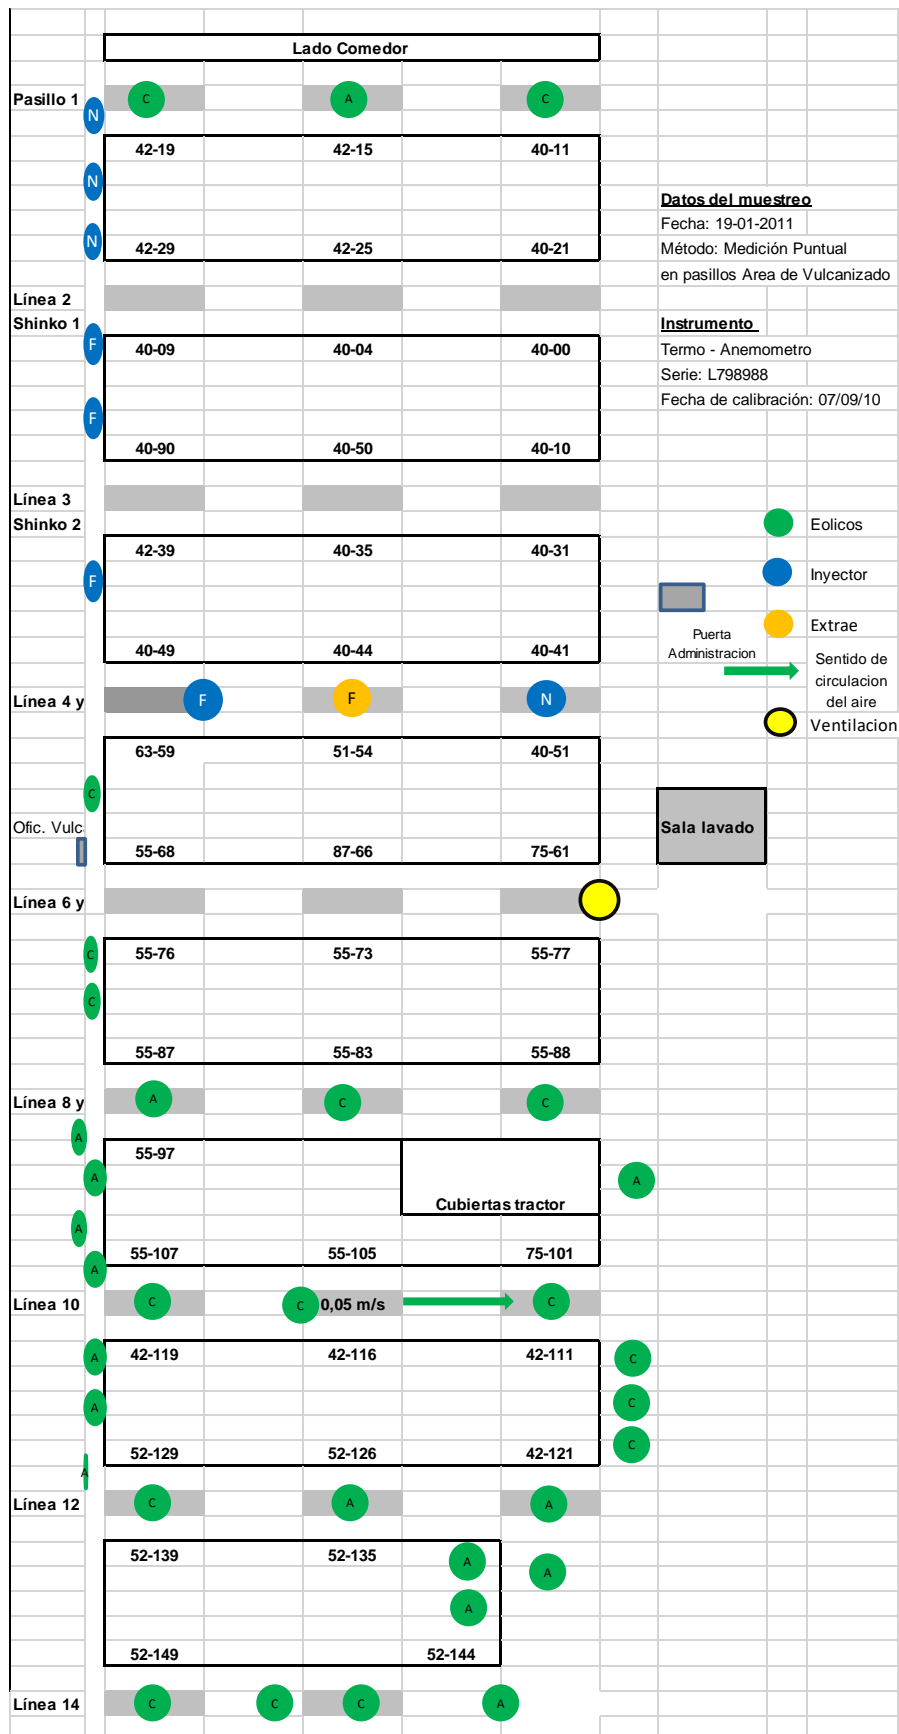 Lado Comedor
Pasillo 1
C A C
N
42-19 42-15 40-11
N
Datos del muestreo
Fecha: 19-01-2011
N
42-29 42-25 40-21
Método: Medición Puntual
en pasillos Area de Vulcanizado
Línea 2
Shinko 1
Instrumento
F
40-09 40-04 40-00
Termo - Anemometro
Serie: L798988
Fecha de calibración: 07/09/10
F
40-90 40-50 40-10
Línea 3
Shinko 2
Eolicos
42-39 40-35 40-31
F
Inyector
Extrae
Puerta
Administracion
40-49 40-44 40-41
Sentido de
circulacion
del aire
Línea 4 y
F F N
Ventilacion
63-59 51-54 40-51
C
Ofic. Vulc
Sala lavado
55-68 87-66 75-61
Línea 6 y
C
55-76 55-73 55-77
C
55-87 55-83 55-88
Línea 8 y
A C C
A
55-97
A
A
Cubiertas tractor
A
55-107 55-105 75-101
A
Línea 10
C C 0,05 m/s C
A
42-119 42-116 42-111
C
A
C
C
52-129 52-126 42-121
A
Línea 12
C A A
52-139 52-135
A
A
A
52-149 52-144
Línea 14
C C C A